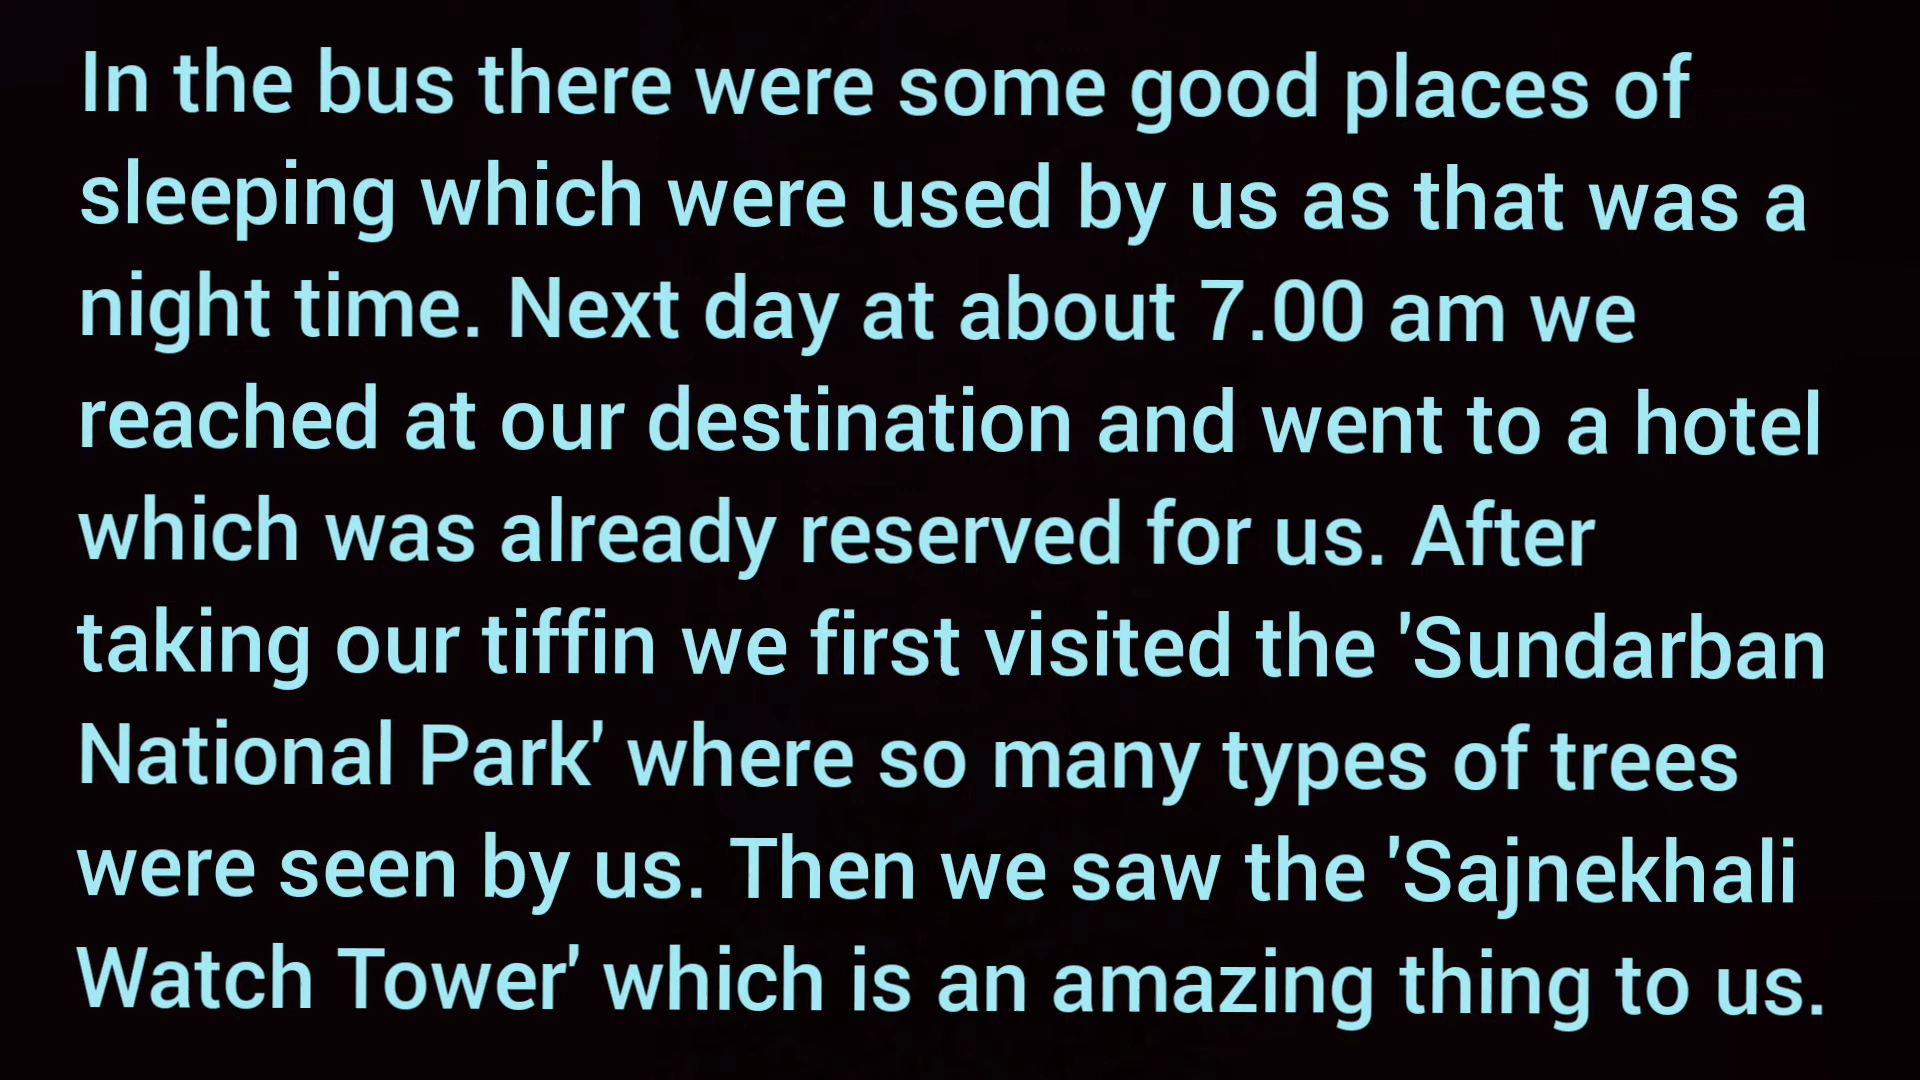 In the bus there were some good places of
sleeping which were used by us as that was a
night time. Next day at about 7.00 am we
reached at our destination and went to a hotel
which was already reserved for us. After
taking our tiffin we first visited the 'Sundarban
National Park' where so many types of trees
were seen by us. Then we saw the 'Sajnekhali
Watch Tower' which is an amazing thing to us.